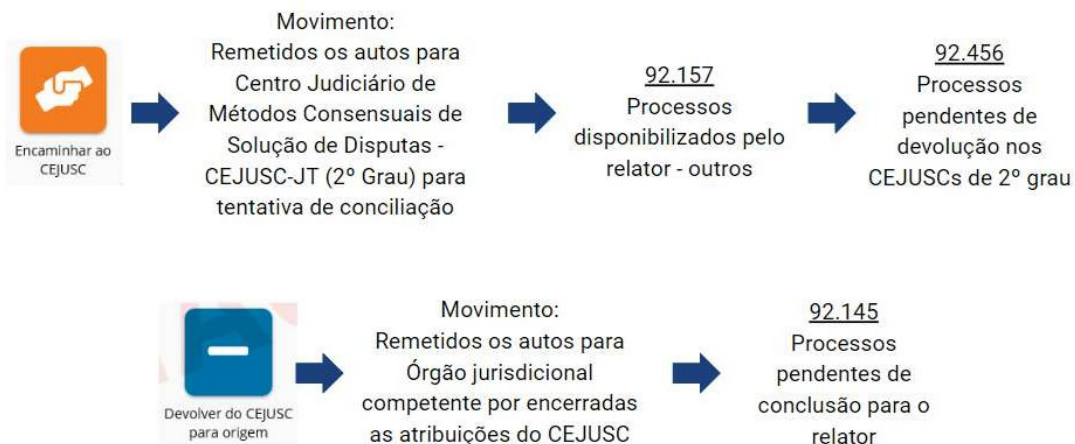 Encaminhar ao
CEJUSC
Movimento:
Remetidos os autos para
Centro Judiciário de
Métodos Consensuais de
Solução de Disputas -
CEJUSC-JT (2º Grau) para
tentativa de conciliação
92.157
Processos
disponibilizados pelo
relator - outros
92.456
Processos
pendentes de
devolução nos
CEJUSCs de 2º grau
Devolver do CEJUSC
para origem
Movimento:
Remetidos os autos para
Órgão jurisdicional
competente por encerradas
as atribuições do CEJUSC
92.145
Processos
pendentes de
conclusão para o
relator